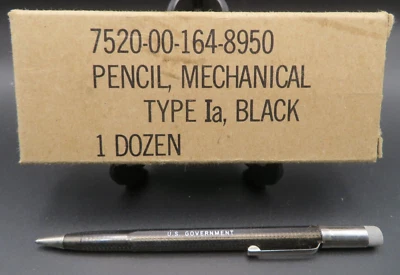 7520-00-164-8950
PENCIL, MECHANICAL
TYPE Ia, BLACK
1 DOZEN
U.S. GOVERNMENT